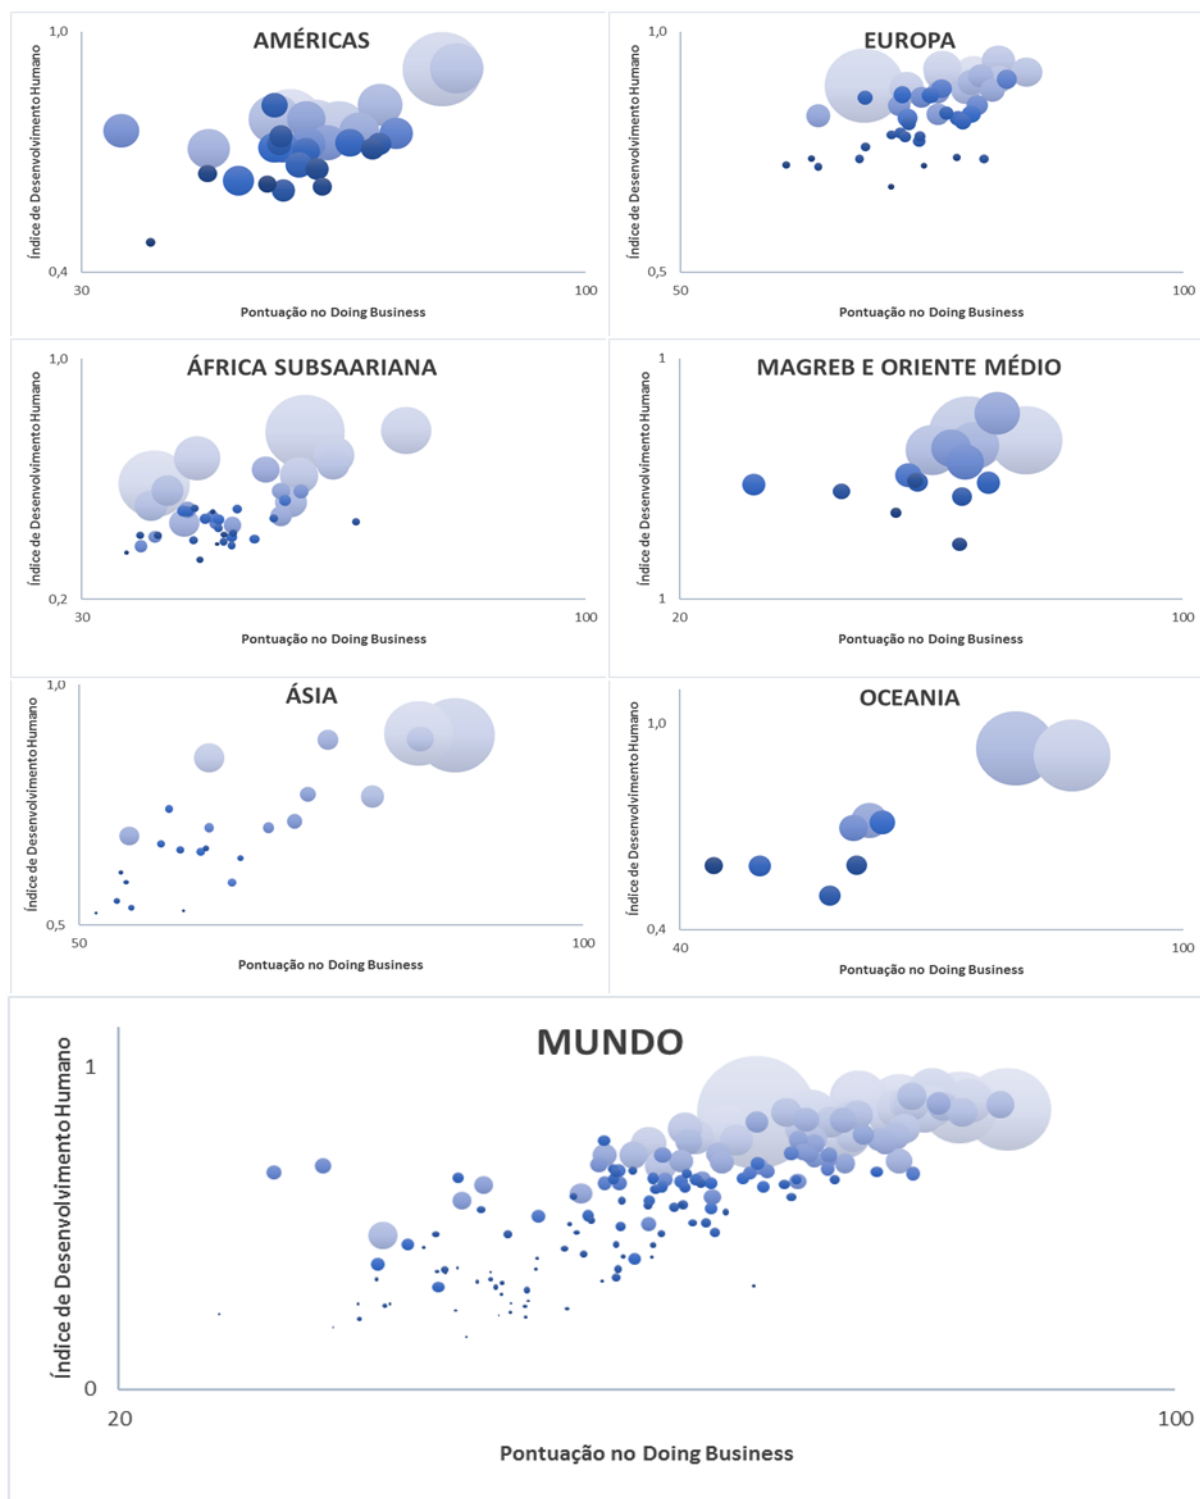 AMÉRICAS
1,0
Índice de Desenvolvimento Humano
0,4
30
100
Pontuação no Doing Business
EUROPA
1,0
Índice de Desenvolvimento Humano
0,5
50
100
Pontuação no Doing Business
ÁFRICA SUBSAARIANA
1,0
Índice de Desenvolvimento Humano
0,2
30
100
Pontuação no Doing Business
MAGREB E ORIENTE MÉDIO
1
Índice de Desenvolvimento Humano
1
20
100
Pontuação no Doing Business
ÁSIA
1,0
Índice de Desenvolvimento Humano
0,5
50
100
Pontuação no Doing Business
OCEANIA
1,0
Índice de Desenvolvimento Humano
0,4
40
100
Pontuação no Doing Business
MUNDO
1
Índice de Desenvolvimento Humano
0
20
100
Pontuação no Doing Business